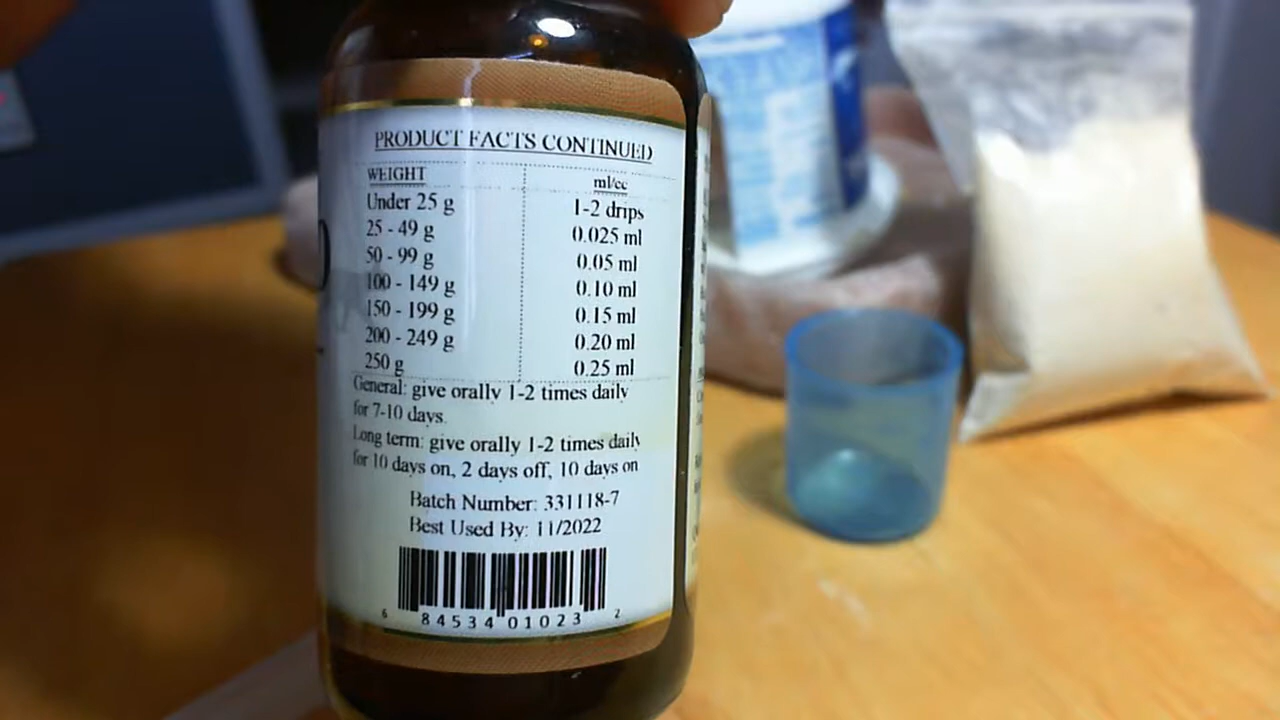 PRODUCT FACTS CONTINUED
WEIGHT ml/cc
Under 25 g 1-2 drips
25 - 49 g 0.025 ml
50 - 99 g 0.05 ml
100 - 149 g 0.10 ml
150 - 199 g 0.15 ml
200 - 249 g 0.20 ml
250 g 0.25 ml
General: give orally 1-2 times daily
for 7-10 days.
Long term: give orally 1-2 times daily
for 10 days on, 2 days off, 10 days on
Batch Number: 331118-7
Best Used By: 11/2022
6 84534 01023 2